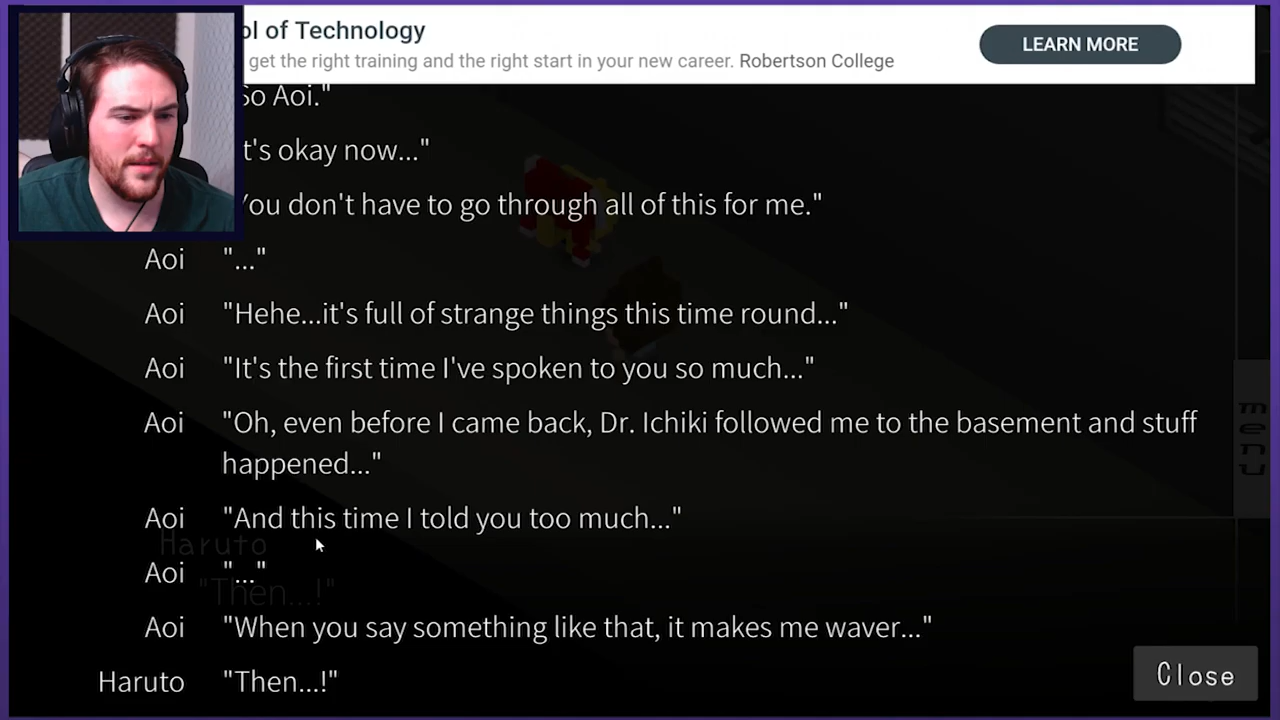 ol of Technology
get the right training and the right start in your new career. Robertson College
LEARN MORE
So Aoi."
t's okay now..."
You don't have to go through all of this for me."
Aoi "..."
Aoi "Hehe...it's full of strange things this time round..."
Aoi "It's the first time I've spoken to you so much..."
Aoi "Oh, even before I came back, Dr. Ichiki followed me to the basement and stuff
happened..."
Aoi "And this time I told you too much..."
Haruto
Aoi "..."
"Then...!"
Aoi "When you say something like that, it makes me waver..."
Haruto "Then...!"
menu
Close